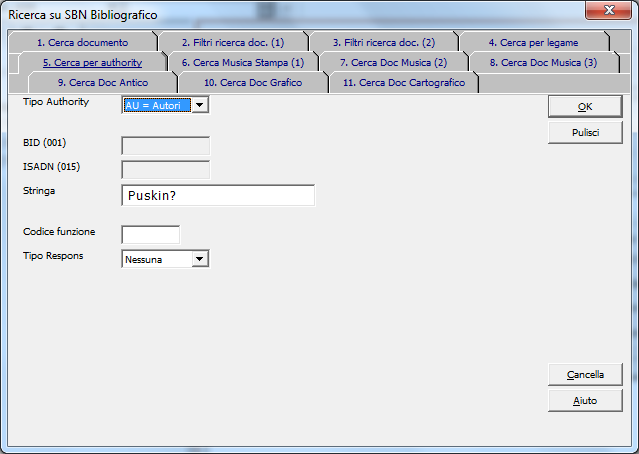 Ricerca su SBN Bibliografico
1. Cerca documento 2. Filtri ricerca doc. (1) 3. Filtri ricerca doc. (2) 4. Cerca per legame
5. Cerca per authority 6. Cerca Musica Stampa (1) 7. Cerca Doc Musica (2) 8. Cerca Doc Musica (3)
9. Cerca Doc Antico 10. Cerca Doc Grafico 11. Cerca Doc Cartografico
Tipo Authority AU = Autori OK
Pulisci
BID (001)
ISADN (015)
Stringa Puskin?
Codice funzione
Tipo Respons Nessuna
Cancella
Aiuto